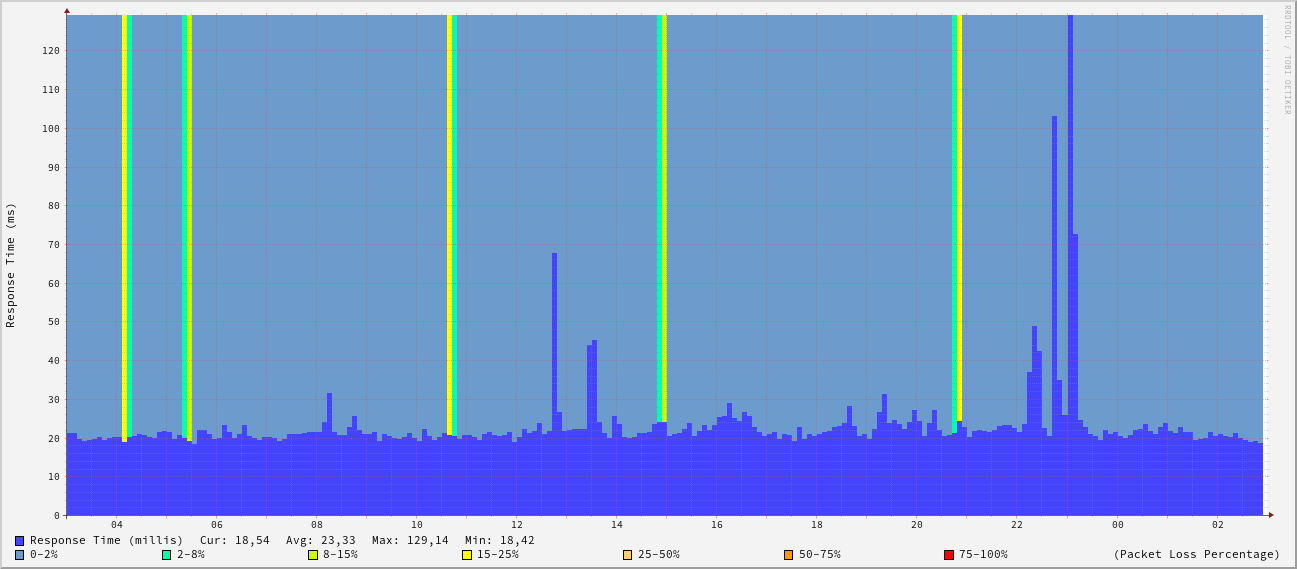 RRDTOOL / TOBI OETIKER
Response Time (ms)
120
110
100
90
80
70
60
50
40
30
20
10
0
04 06 08 10 12 14 16 18 20 22 00 02
Response Time (millis) Cur: 18,54 Avg: 23,33 Max: 129,14 Min: 18,42
0-2% 2-8% 8-15% 15-25% 25-50% 50-75% 75-100% (Packet Loss Percentage)